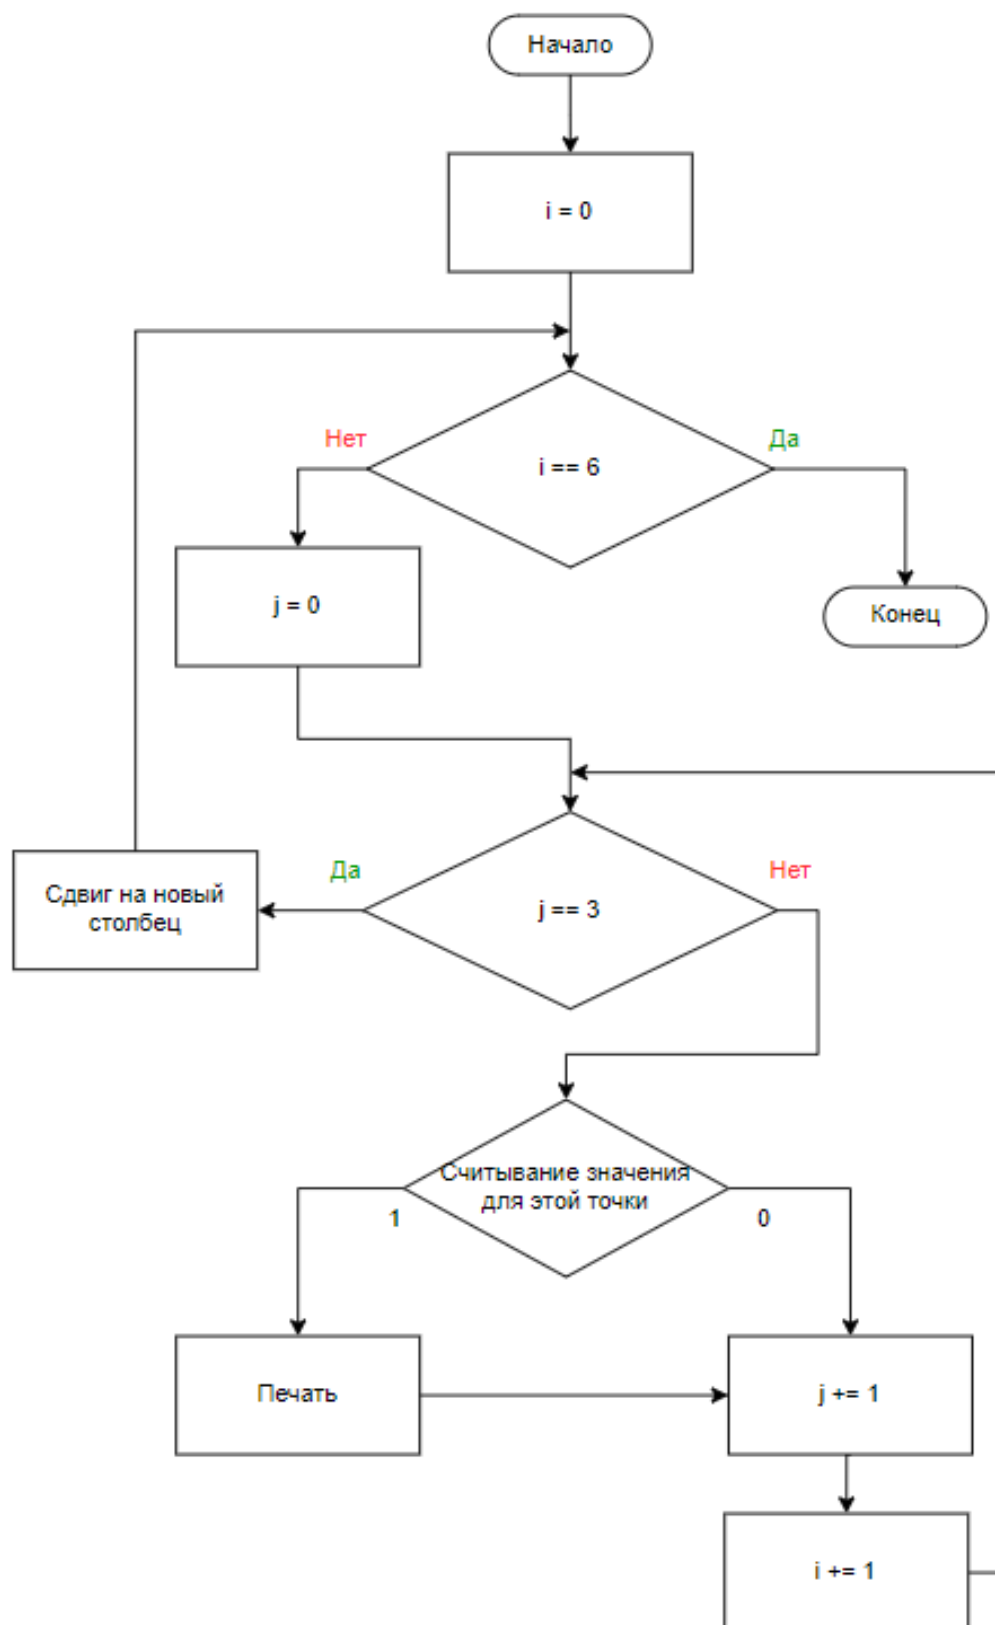 Начало
i = 0
Нет
Да
i == 6
j = 0
Конец
Да
Нет
Сдвиг на новый
столбец
j == 3
Считывание значения
для этой точки
1
0
Печать
j += 1
i += 1